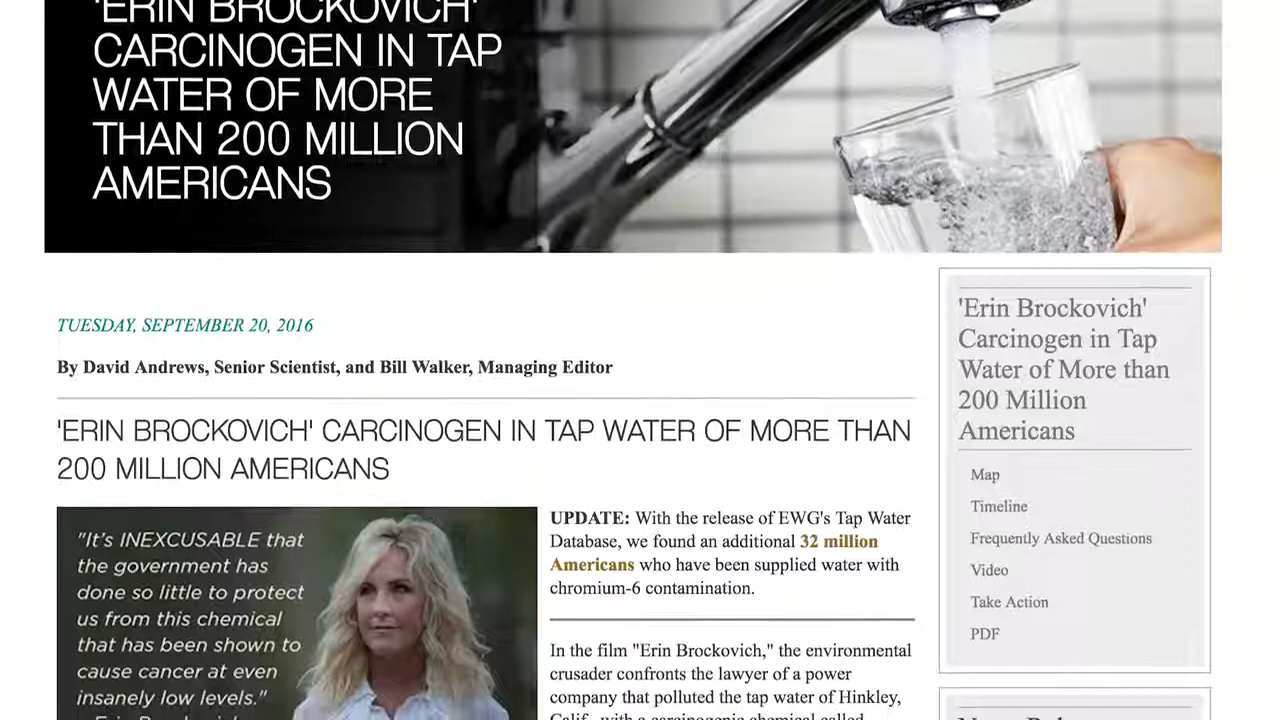 'ERIN BROCKOVICH'
CARCINOGEN IN TAP
WATER OF MORE
THAN 200 MILLION
AMERICANS
TUESDAY, SEPTEMBER 20, 2016
By David Andrews, Senior Scientist, and Bill Walker, Managing Editor
'ERIN BROCKOVICH' CARCINOGEN IN TAP WATER OF MORE THAN
200 MILLION AMERICANS
"It's INEXCUSABLE that
the government has
done so little to protect
us from this chemical
that has been shown to
cause cancer at even
insanely low levels."
UPDATE: With the release of EWG's Tap Water
Database, we found an additional 32 million
Americans who have been supplied water with
chromium-6 contamination.
In the film "Erin Brockovich," the environmental
crusader confronts the lawyer of a power
company that polluted the tap water of Hinkley,
Calif., with a carcinogenic chemical called
'Erin Brockovich'
Carcinogen in Tap
Water of More than
200 Million
Americans
Map
Timeline
Frequently Asked Questions
Video
Take Action
PDF